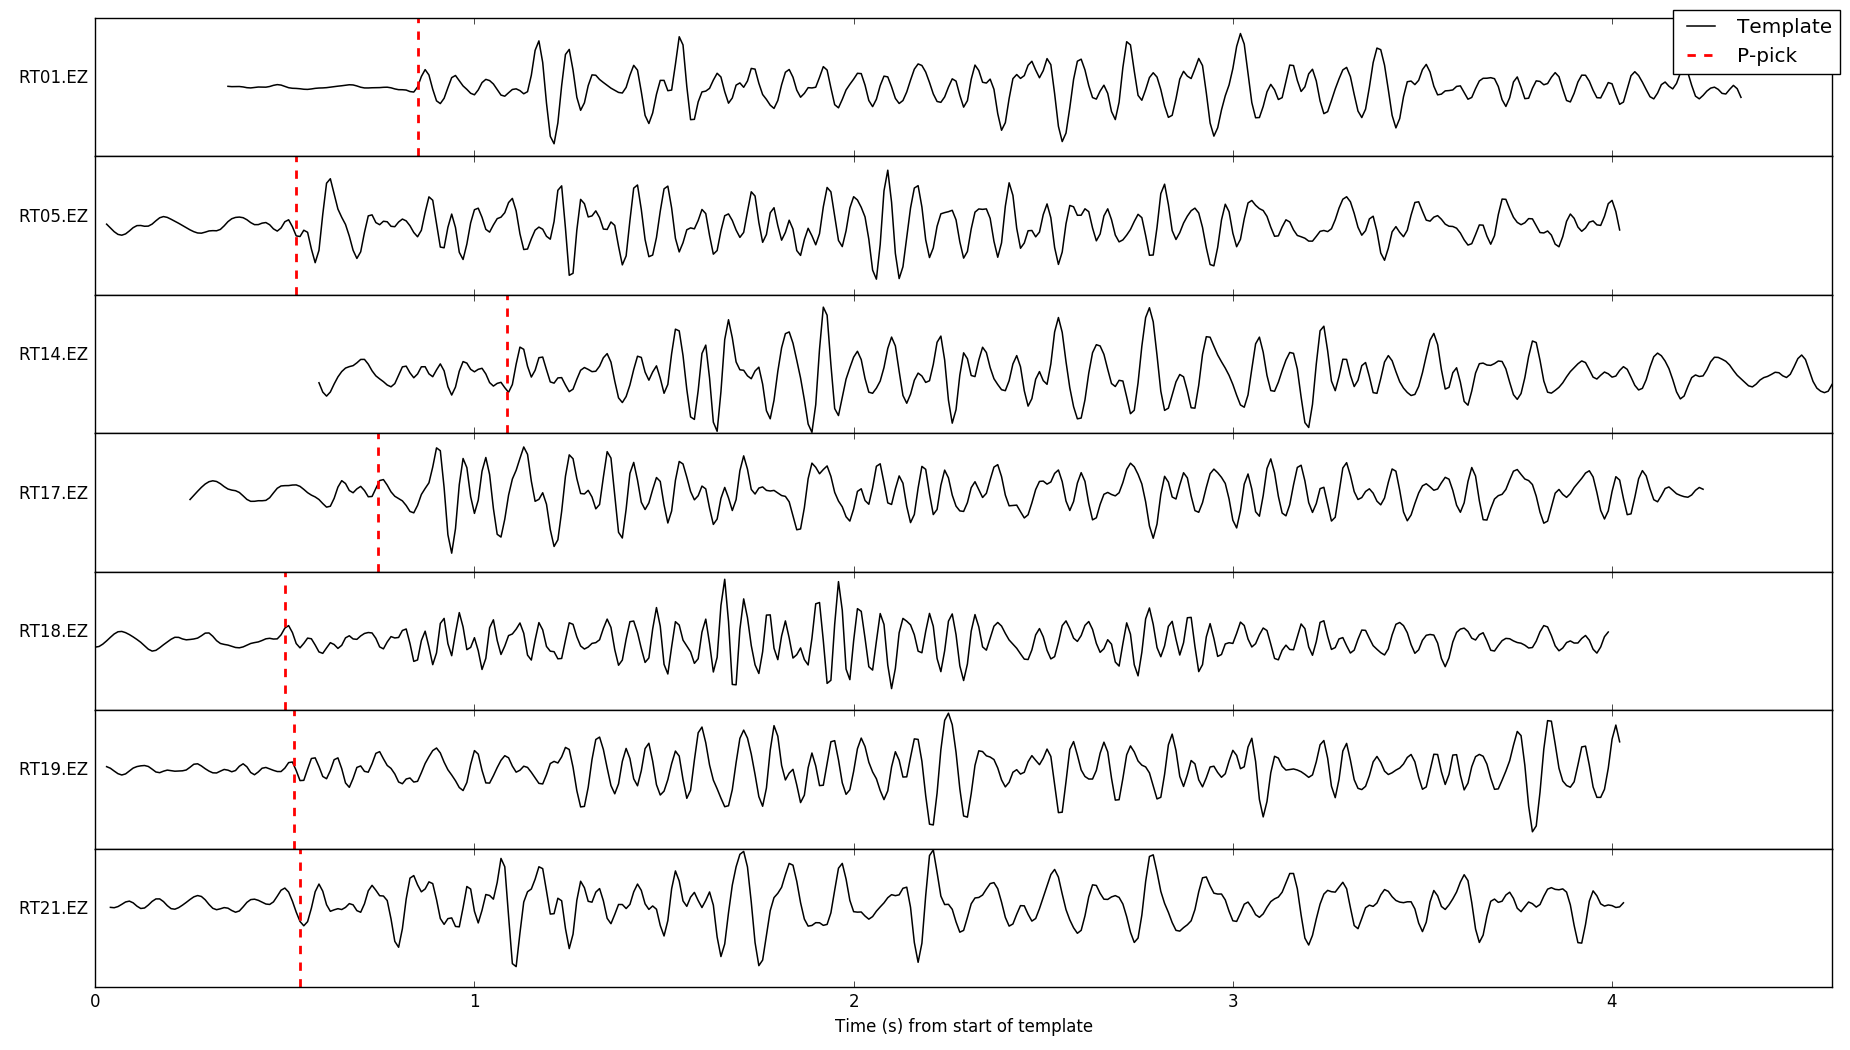 Template
P-pick
RT01.EZ
RT05.EZ
RT14.EZ
RT17.EZ
RT18.EZ
RT19.EZ
RT21.EZ
0 1 2 3 4
Time (s) from start of template